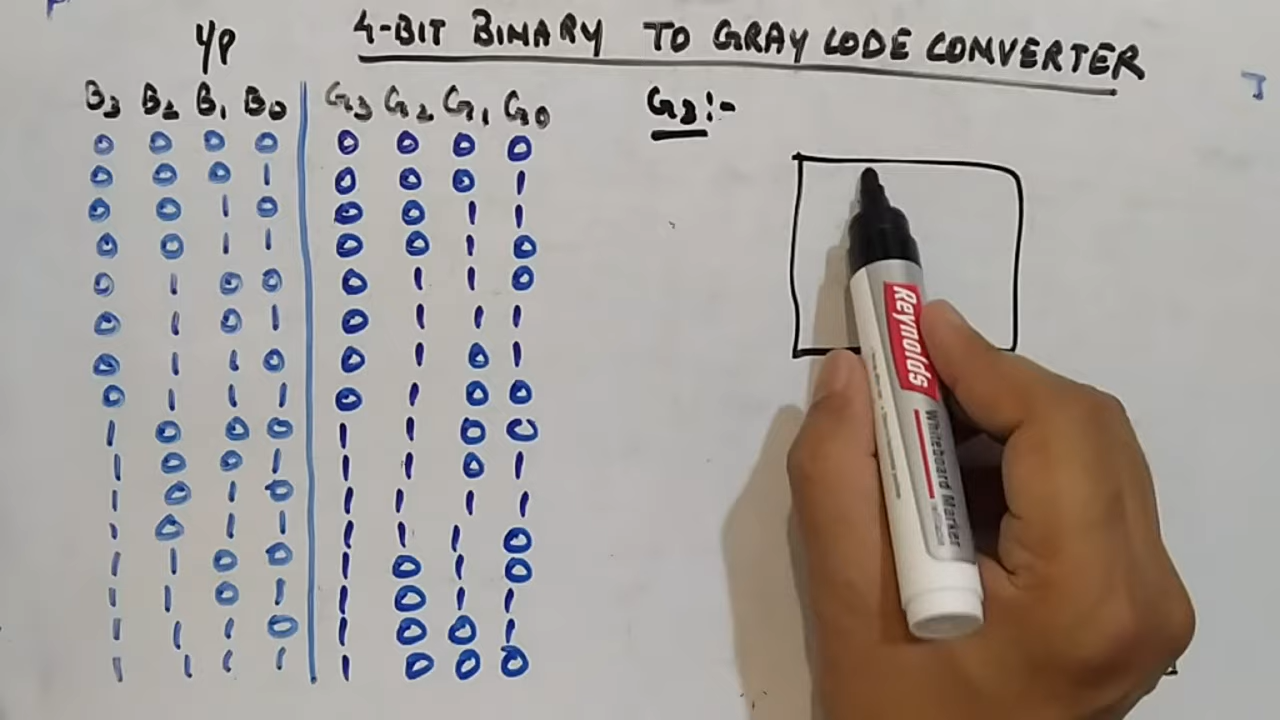 I/P 4-BIT BINARY TO GRAY CODE CONVERTER
B3 B2 B1 B0 G3 G2 G1 G0 G3:-
0 0 0 0 0 0 0 0
0 0 0 1 0 0 0 1
0 0 1 0 0 0 1 1
0 0 1 1 0 0 1 0
0 1 0 0 0 1 1 0
0 1 0 1 0 1 1 1
0 1 1 0 0 1 0 1
0 1 1 1 0 1 0 0
1 0 0 0 1 1 0 0
1 0 0 1 1 1 0 1
1 0 1 0 1 1 1 1
1 0 1 1 1 1 1 0
1 1 0 0 1 0 1 0
1 1 0 1 1 0 1 1
1 1 1 0 1 0 0 1
1 1 1 1 1 0 0 0
Reynolds
Whiteboard Marker